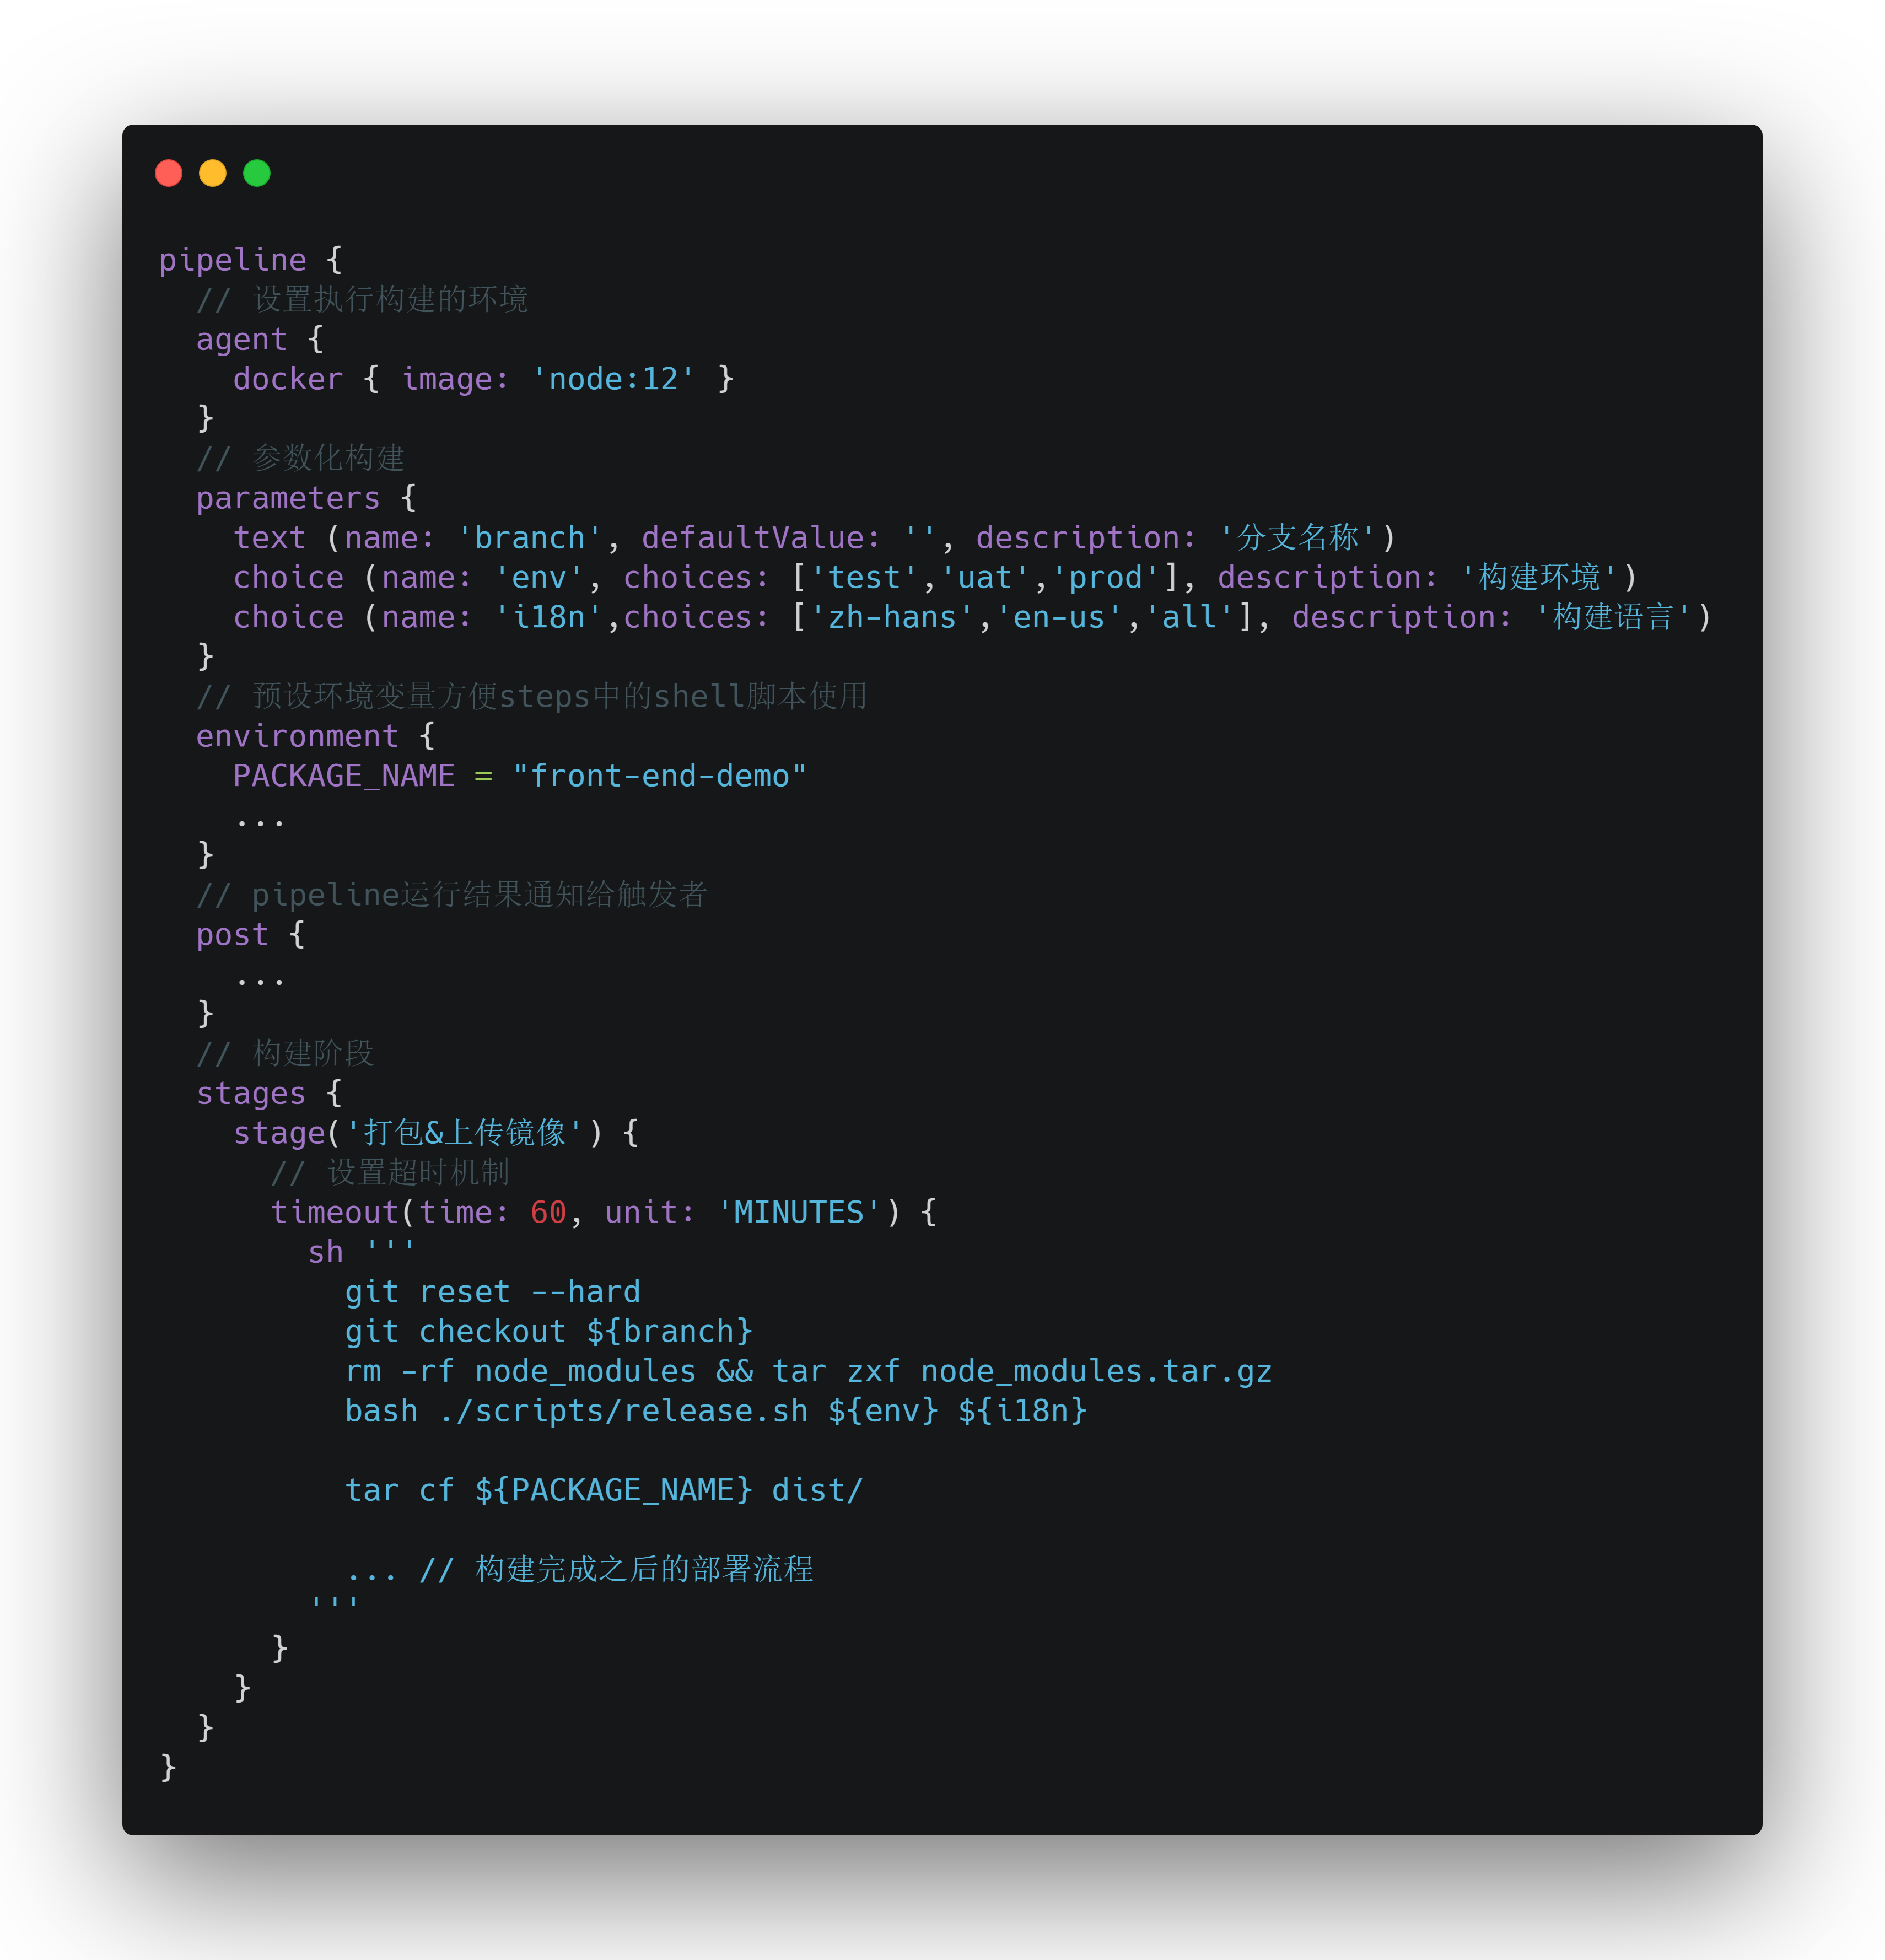 pipeline {
  // 设置执行构建的环境
  agent {
    docker { image: 'node:12' }
  }
  // 参数化构建
  parameters {
    text (name: 'branch', defaultValue: '', description: '分支名称')
    choice (name: 'env', choices: ['test','uat','prod'], description: '构建环境')
    choice (name: 'i18n',choices: ['zh-hans','en-us','all'], description: '构建语言')
  }
  // 预设环境变量方便steps中的shell脚本使用
  environment {
    PACKAGE_NAME = "front-end-demo"
    ...
  }
  // pipeline运行结果通知给触发者
  post {
    ...
  }
  // 构建阶段
  stages {
    stage('打包&上传镜像') {
      // 设置超时机制
      timeout(time: 60, unit: 'MINUTES') {
        sh '''
          git reset --hard
          git checkout ${branch}
          rm -rf node_modules && tar zxf node_modules.tar.gz
          bash ./scripts/release.sh ${env} ${i18n}

          tar cf ${PACKAGE_NAME} dist/

          ... // 构建完成之后的部署流程
        '''
      }
    }
  }
}